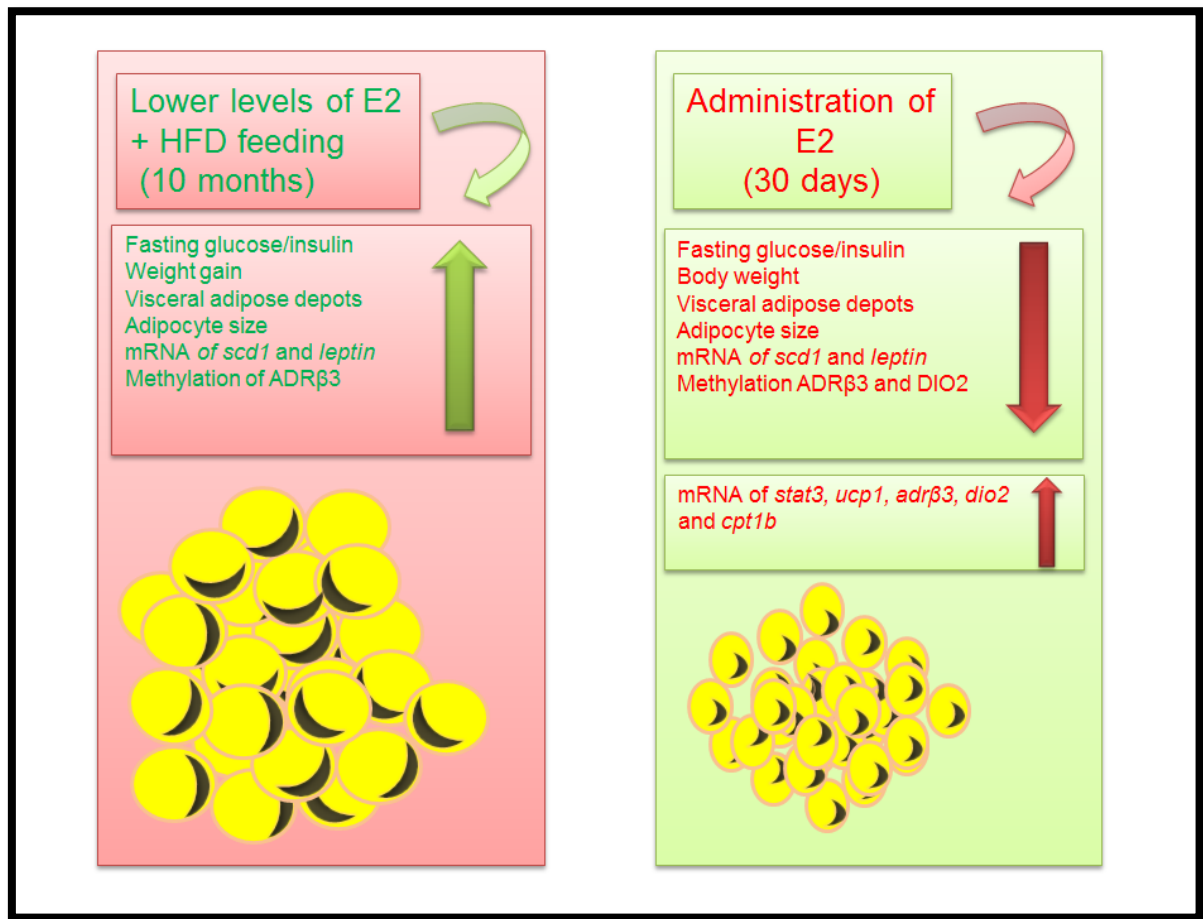 Lower levels of E2
+ HFD feeding
(10 months)
Fasting glucose/insulin
Weight gain
Visceral adipose depots
Adipocyte size
mRNA of scd1 and leptin
Methylation of ADRβ3
Administration of
E2
(30 days)
Fasting glucose/insulin
Body weight
Visceral adipose depots
Adipocyte size
mRNA of scd1 and leptin
Methylation ADRβ3 and DIO2
mRNA of stat3, ucp1, adrβ3, dio2
and cpt1b